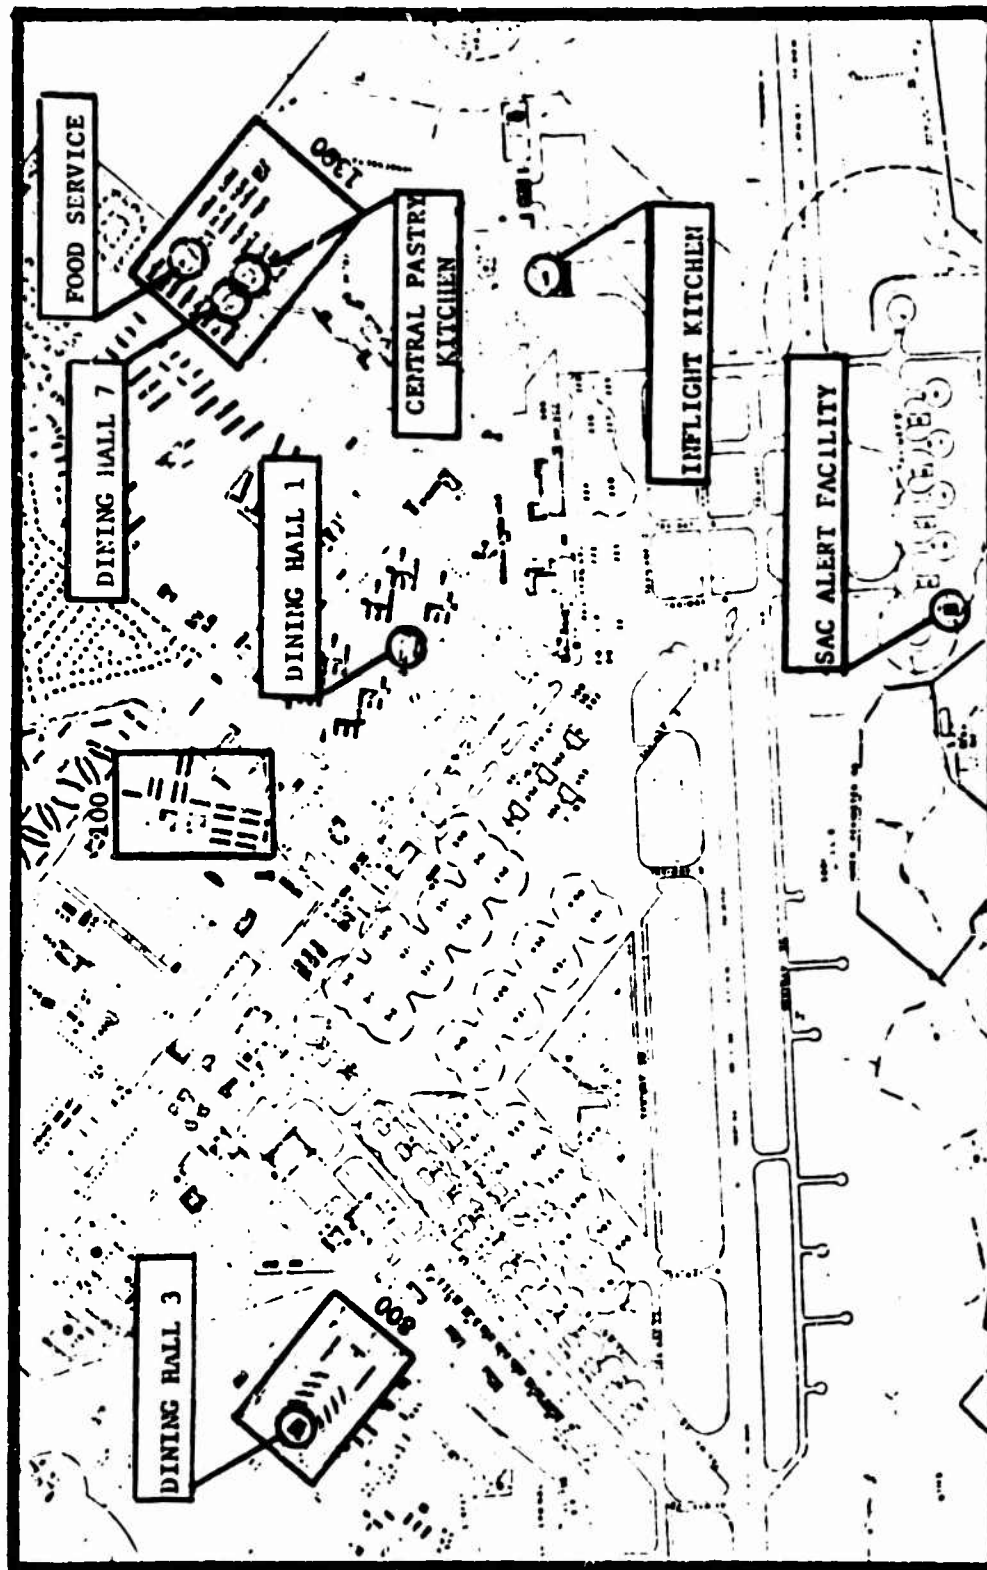 FOOD SERVICE
1300
CENTRAL PASTRY
KITCHEN
DINING HALL 7
INFLIGHT KITCHEN
DINING HALL 1
SAC ALERT FACILITY
100
DINING HALL 3
800